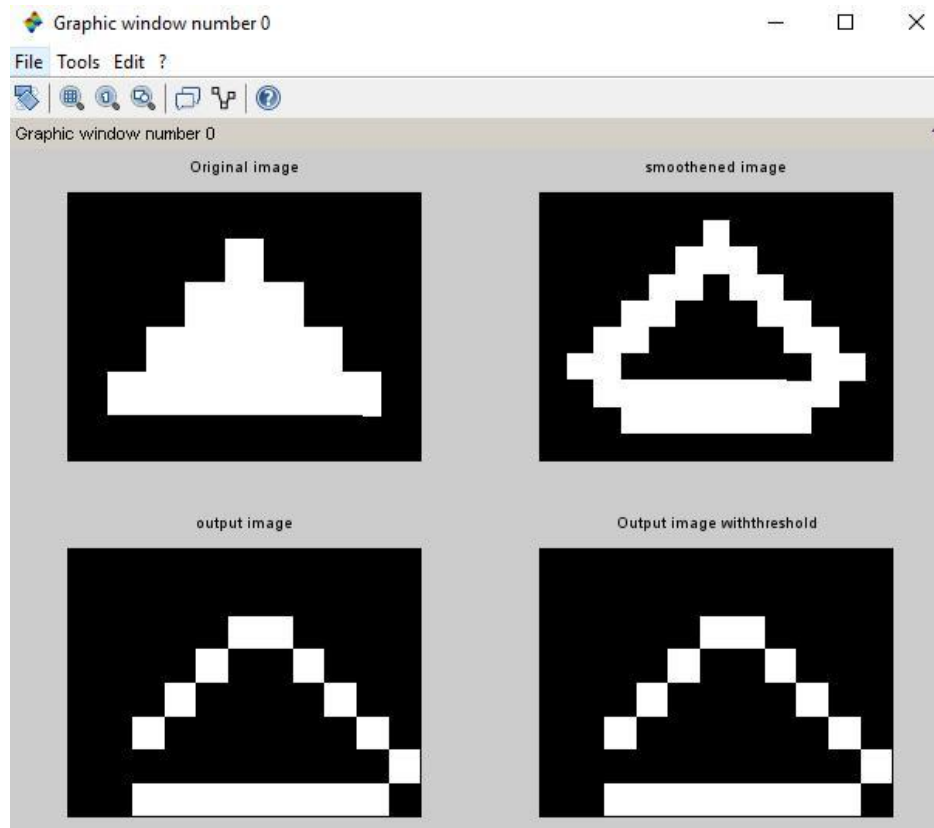 Graphic window number 0
File Tools Edit ?
Graphic window number 0
Original image
smoothened image
output image
Output image withthreshold